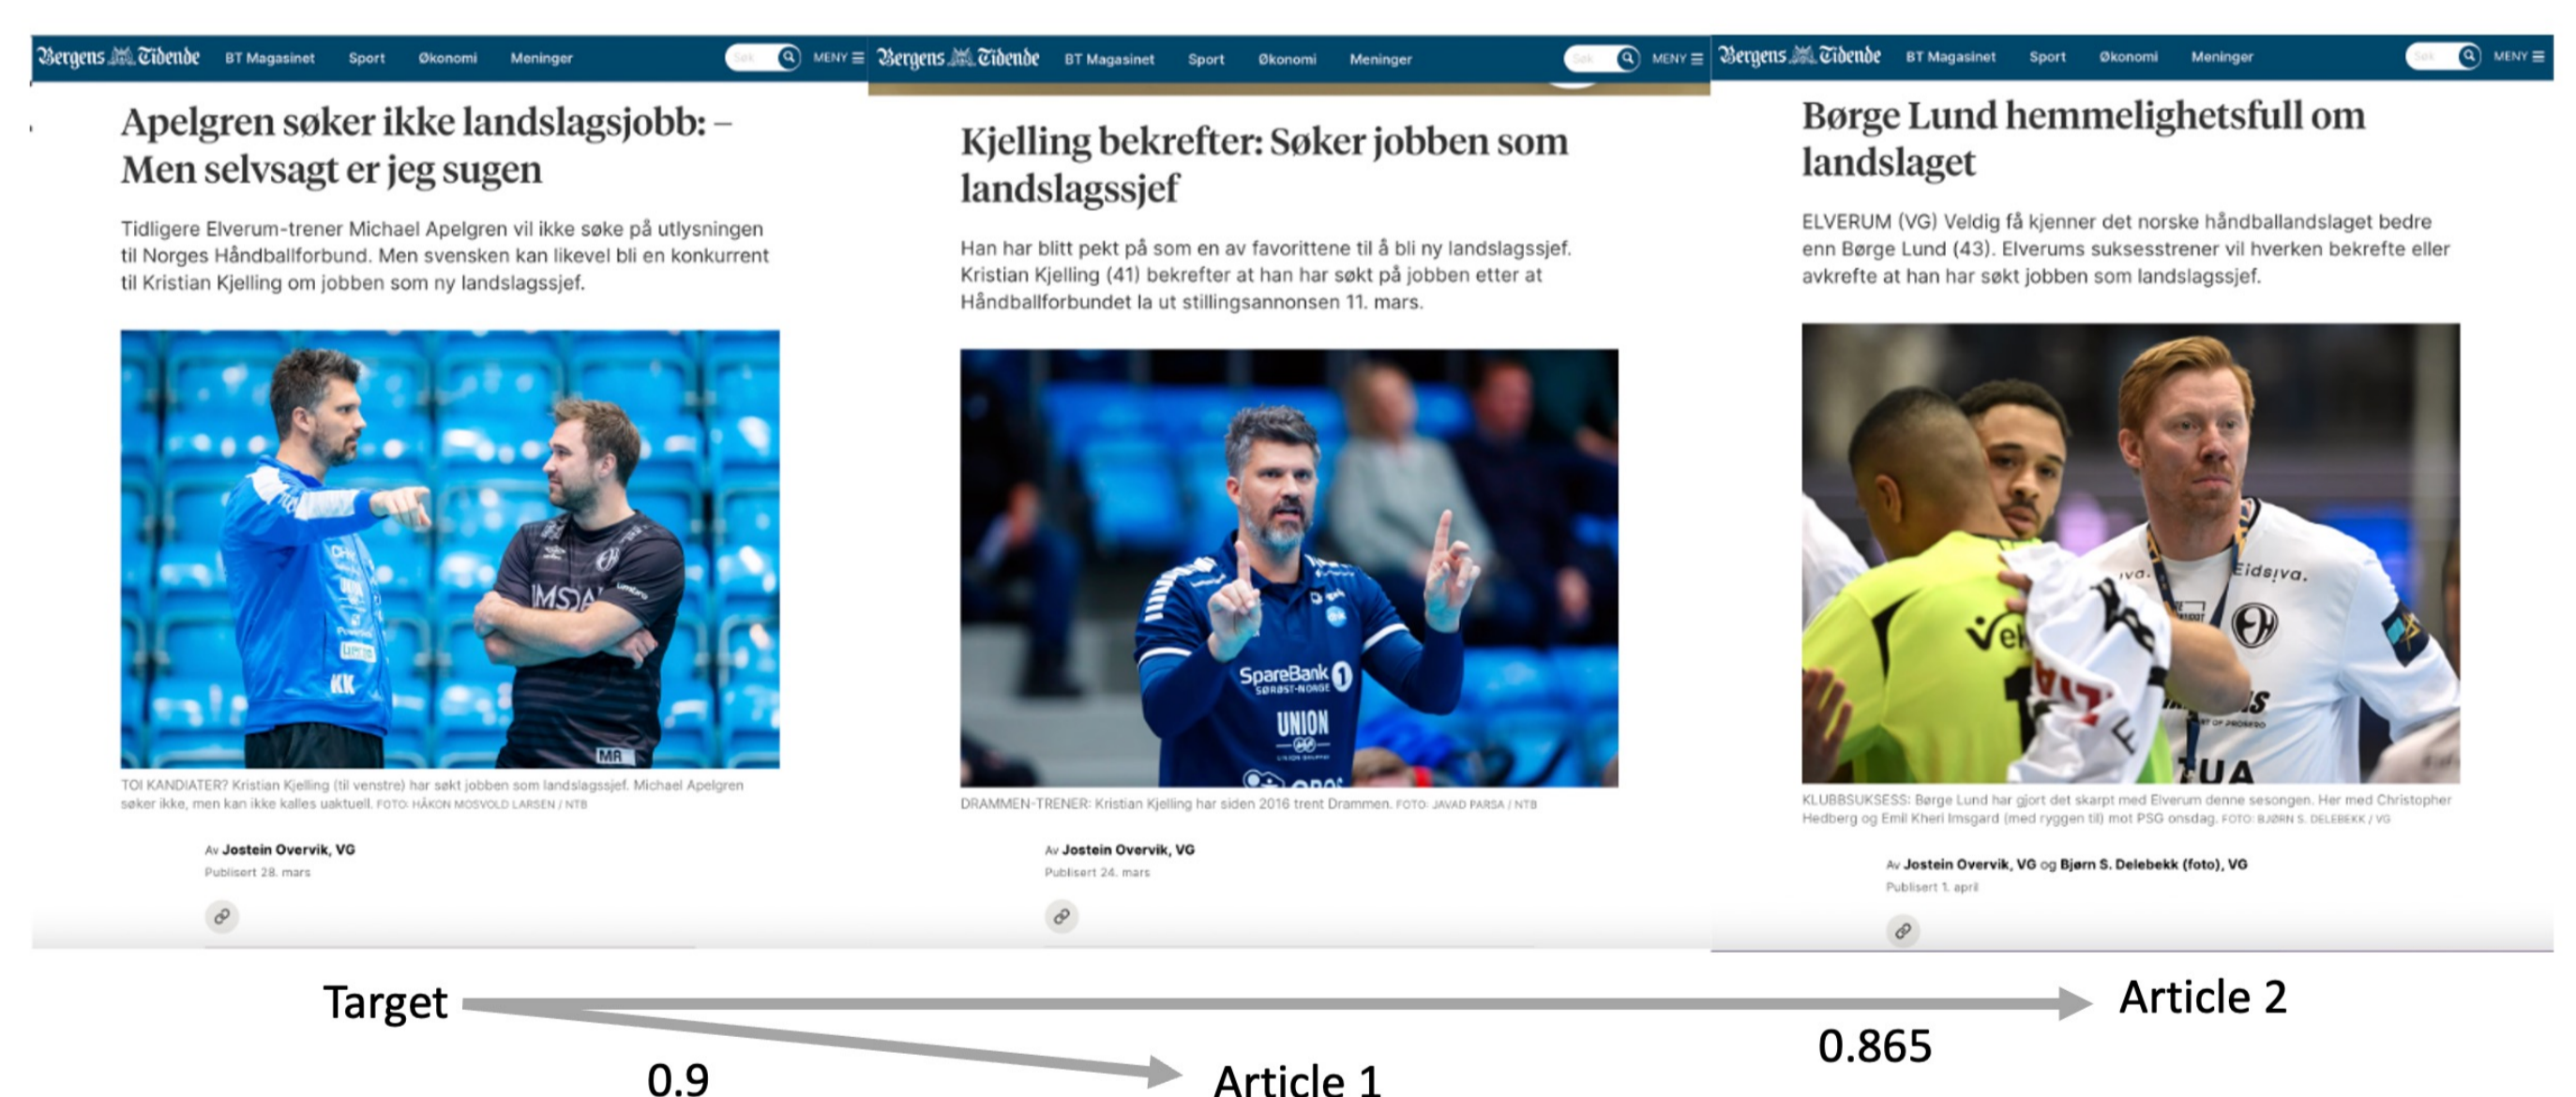 Bergens Tidende BT Magasinet Sport Økonomi Meninger Søk MENY
Apelgren søker ikke landslagsjobb: –
Men selvsagt er jeg sugen
Tidligere Elverum-trener Michael Apelgren vil ikke søke på utlysningen
til Norges Håndballforbund. Men svensken kan likevel bli en konkurrent
til Kristian Kjelling om jobben som ny landslagssjef.
KK
MR
TOI KANDIATER? Kristian Kjelling (til venstre) har søkt jobben som landslagssjef. Michael Apelgren
søker ikke, men kan ikke kalles uaktuell. FOTO: HÅKON MOSVOLD LARSEN / NTB
Av Jostein Overvik, VG
Publisert 28. mars
Bergens Tidende BT Magasinet Sport Økonomi Meninger Søk MENY
Kjelling bekrefter: Søker jobben som
landslagssjef
Han har blitt pekt på som en av favorittene til å bli ny landslagssjef.
Kristian Kjelling (41) bekrefter at han har søkt på jobben etter at
Håndballforbundet la ut stillingsannonsen 11. mars.
SpareBank 1
SØRØST-NORGE
UNION
DRAMMEN-TRENER: Kristian Kjelling har siden 2016 trent Drammen. FOTO: JAVAD PARSA / NTB
Av Jostein Overvik, VG
Publisert 24. mars
Bergens Tidende BT Magasinet Sport Økonomi Meninger Søk MENY
Børge Lund hemmelighetsfull om
landslaget
ELVERUM (VG) Veldig få kjenner det norske håndballandslaget bedre
enn Børge Lund (43). Elverums suksesstrener vil hverken bekrefte eller
avkrefte at han har søkt jobben som landslagssjef.
Eidsiva.
KLUBBSUKSESS: Børge Lund har gjort det skarpt med Elverum denne sesongen. Her med Christopher
Hedberg og Emil Kheri Imsgard (med ryggen til) mot PSG onsdag. FOTO: BJØRN S. DELEBEKK / VG
Av Jostein Overvik, VG og Bjørn S. Delebekk (foto), VG
Publisert 1. april
Target
Article 2
0.865
0.9
Article 1